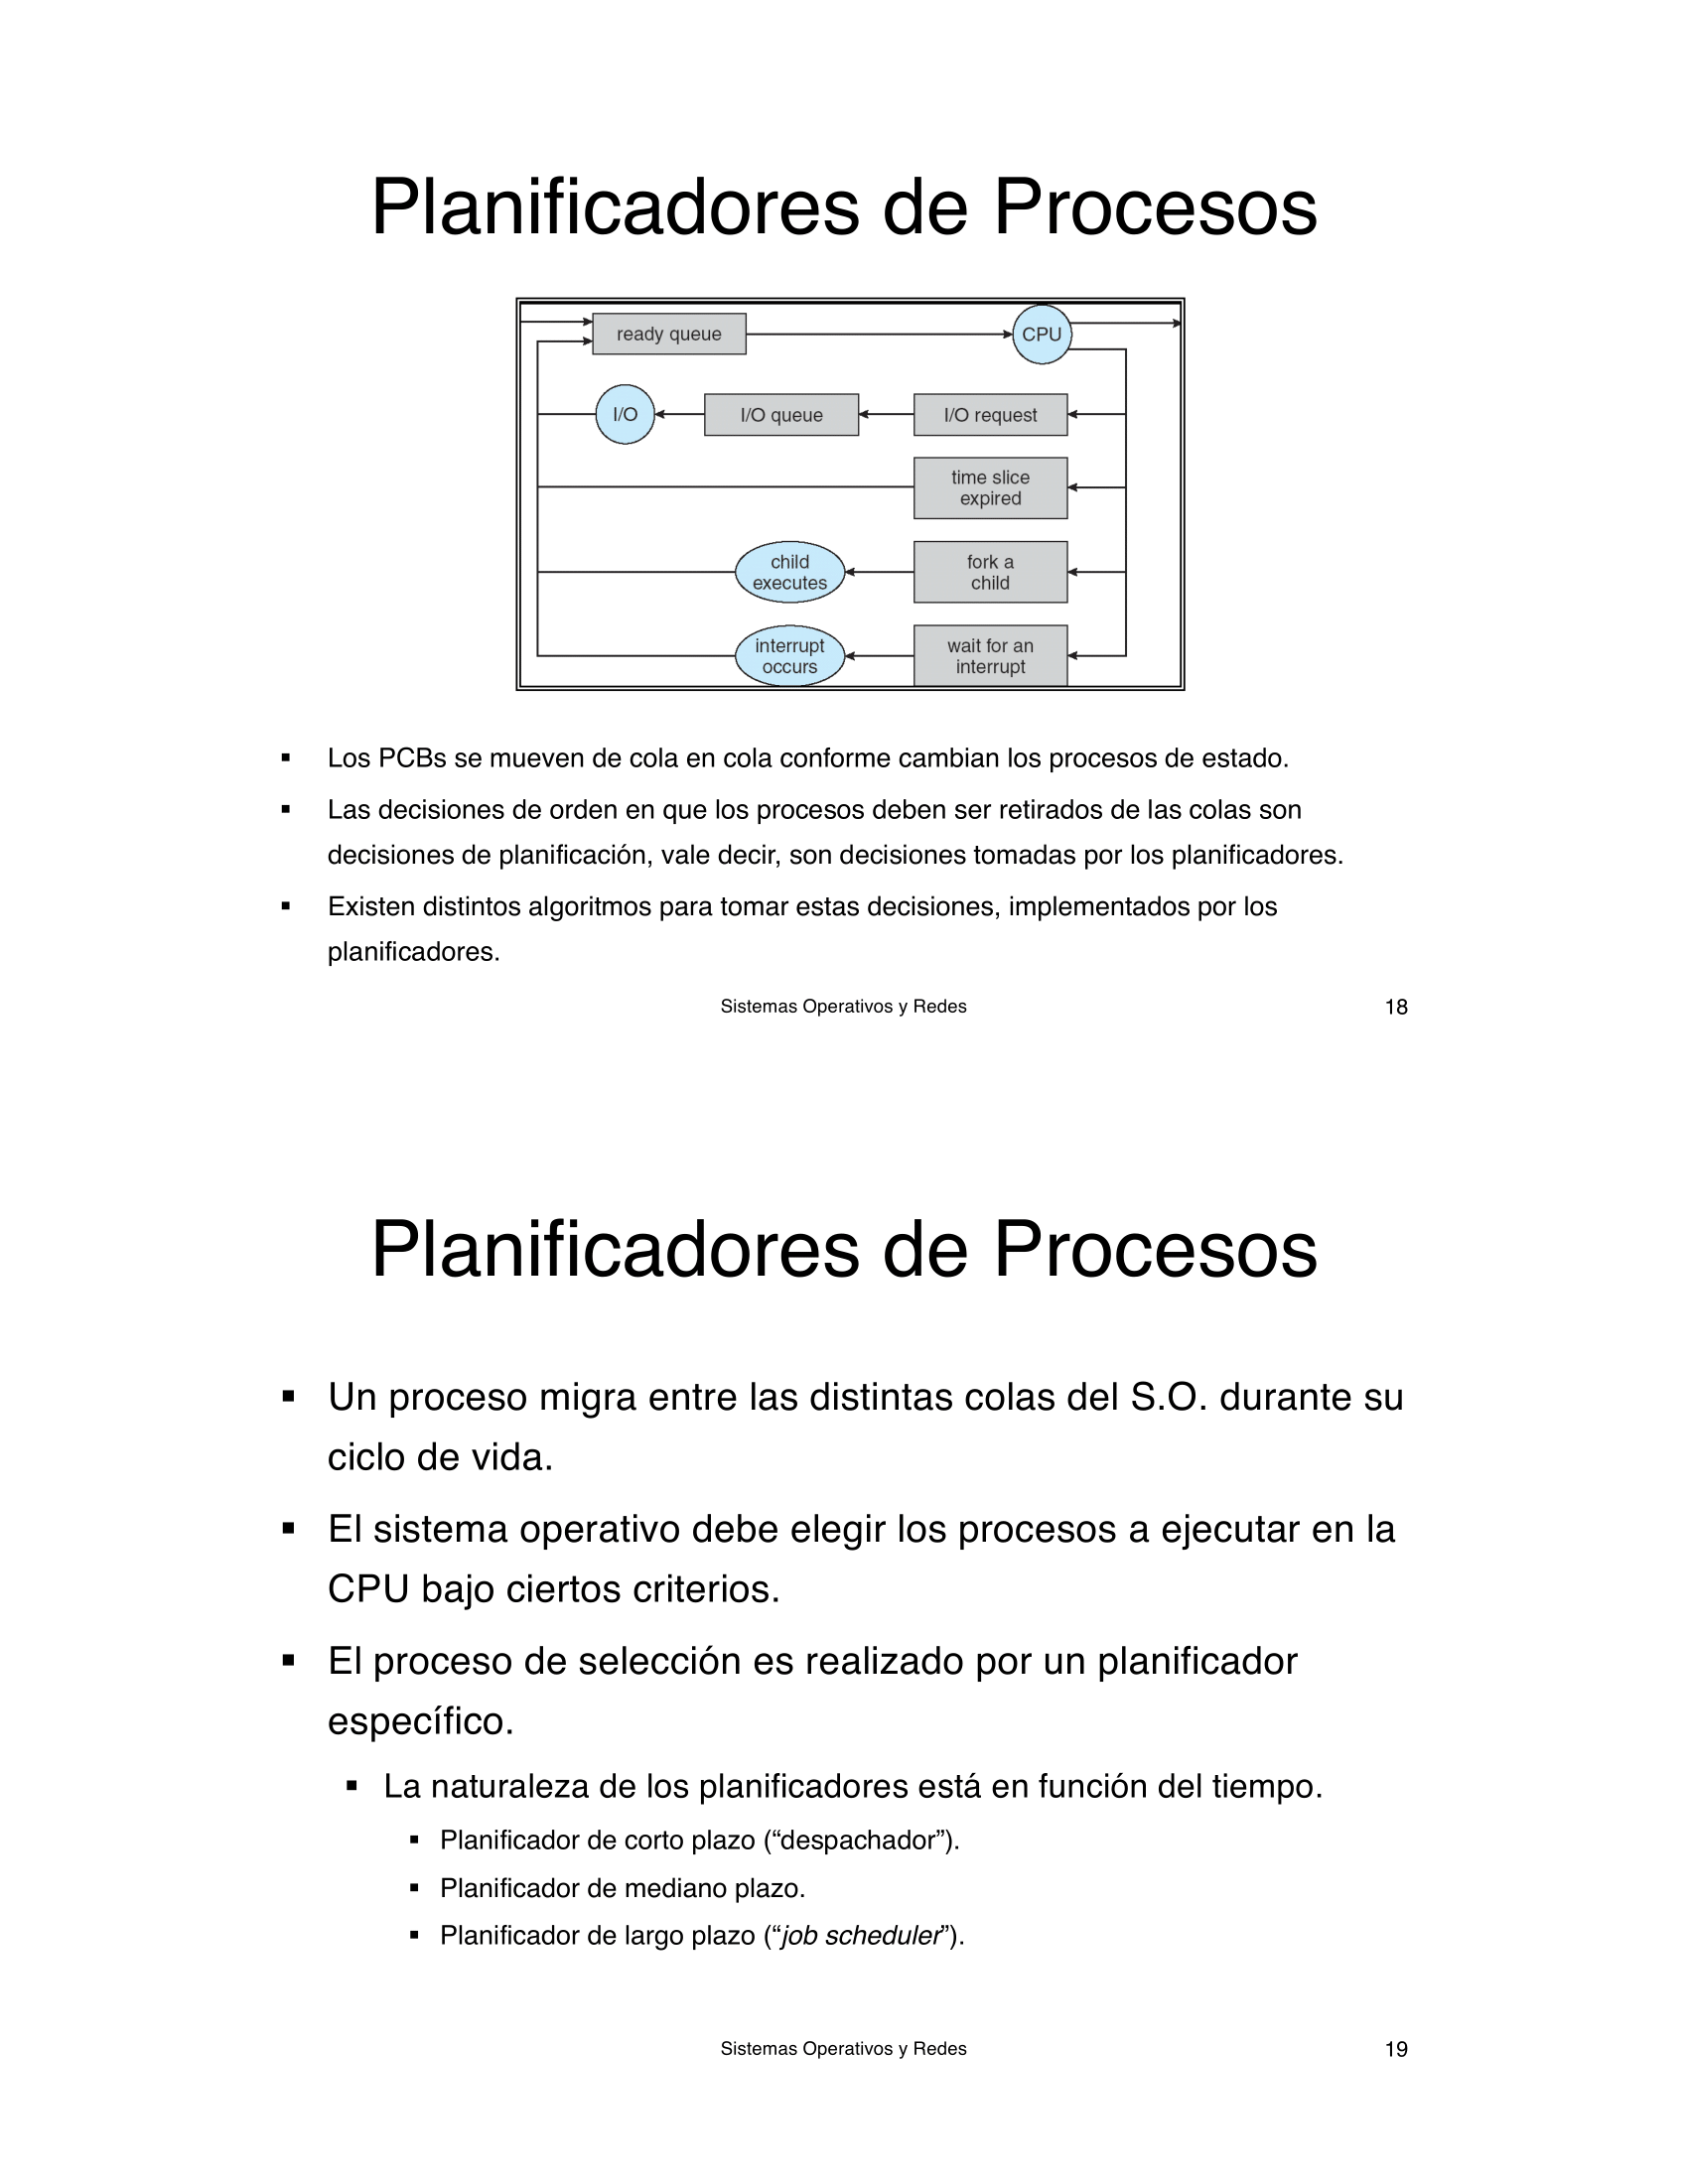 Planificadores de Procesos
ready queue
CPU
I/O
I/O queue
I/O request
time slice
expired
child
executes
fork a
child
interrupt
occurs
wait for an
interrupt
▪ Los PCBs se mueven de cola en cola conforme cambian los procesos de estado.
▪ Las decisiones de orden en que los procesos deben ser retirados de las colas son
decisiones de planificación, vale decir, son decisiones tomadas por los planificadores.
▪ Existen distintos algoritmos para tomar estas decisiones, implementados por los
planificadores.
Sistemas Operativos y Redes 18
Planificadores de Procesos
▪ Un proceso migra entre las distintas colas del S.O. durante su
ciclo de vida.
▪ El sistema operativo debe elegir los procesos a ejecutar en la
CPU bajo ciertos criterios.
▪ El proceso de selección es realizado por un planificador
específico.
▪ La naturaleza de los planificadores está en función del tiempo.
▪ Planificador de corto plazo (“despachador”).
▪ Planificador de mediano plazo.
▪ Planificador de largo plazo (“job scheduler”).
Sistemas Operativos y Redes 19